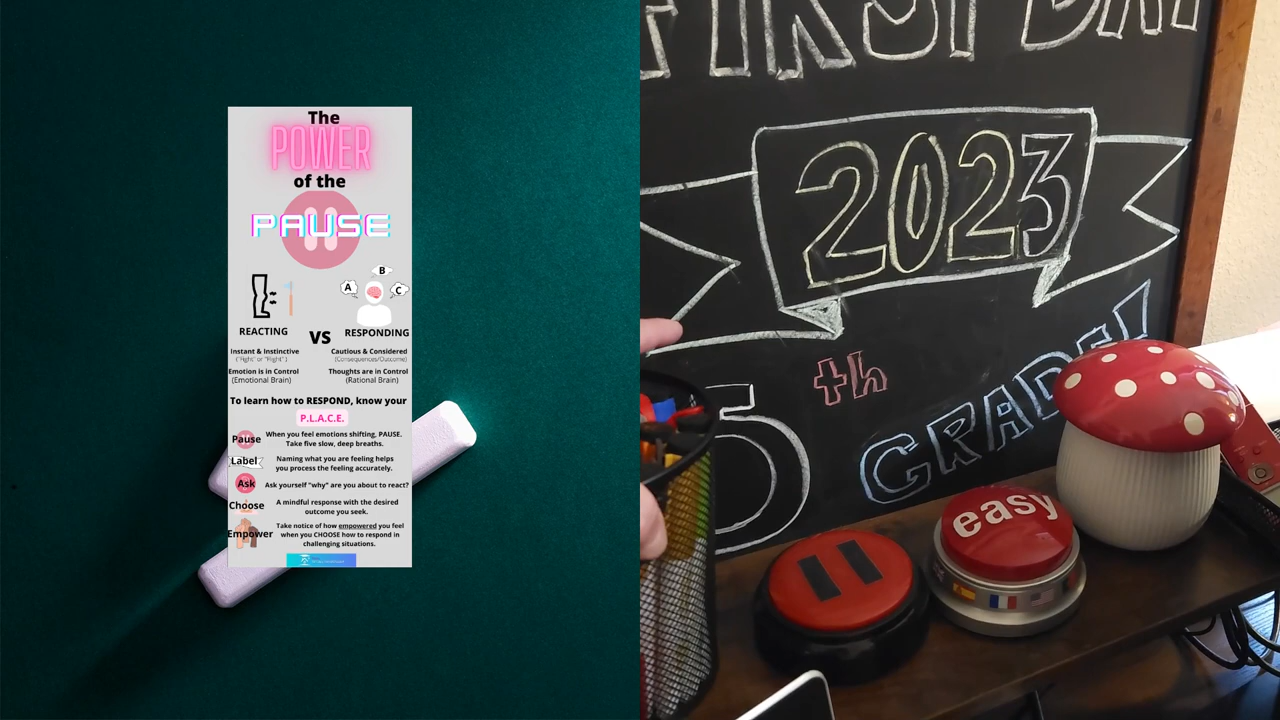 The
POWER
of the
PAUSE
A
B
C
REACTING
VS
RESPONDING
Instant & Instinctive
("Fight" or "Flight")
Cautious & Considered
(Consequences/Outcome)
Emotion is in Control
(Emotional Brain)
Thoughts are in Control
(Rational Brain)
To learn how to RESPOND, know your
P.L.A.C.E.
Pause
When you feel emotions shifting, PAUSE.
Take five slow, deep breaths.
Label
Naming what you are feeling helps
you process the feeling accurately.
Ask
Ask yourself "why" are you about to react?
Choose
A mindful response with the desired
outcome you seek.
Empower
Take notice of how empowered you feel
when you CHOOSE how to respond in
challenging situations.
FIRST DAY
2023
5th
GRADE!
easy